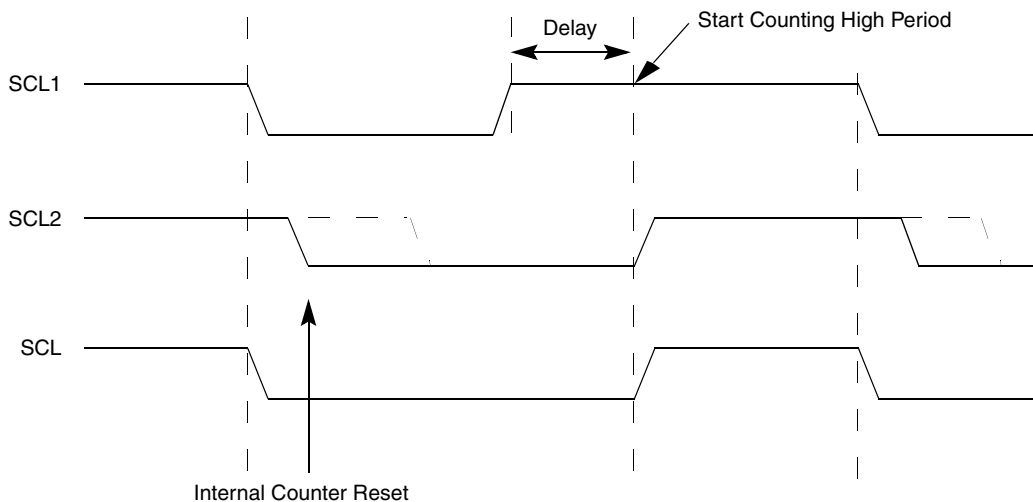 Start Counting High Period
Delay
SCL1
SCL2
SCL
Internal Counter Reset